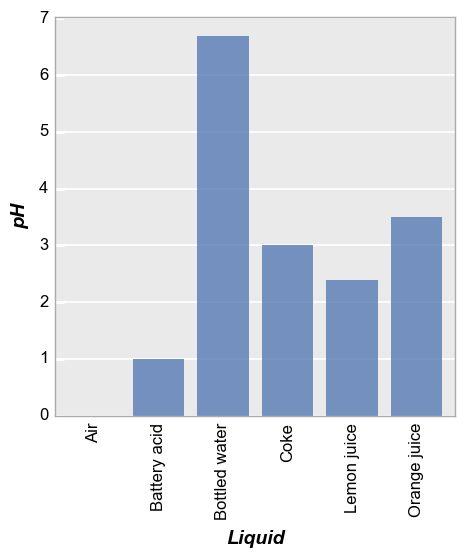 7
6
5
4
3
2
1
0
pH
Air
Battery acid
Bottled water
Coke
Lemon juice
Orange juice
Liquid